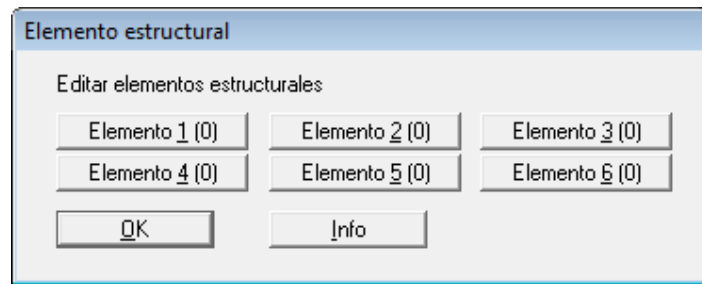 Elemento estructural
Editar elementos estructurales
Elemento 1 (0) Elemento 2 (0) Elemento 3 (0)
Elemento 4 (0) Elemento 5 (0) Elemento 6 (0)
OK Info